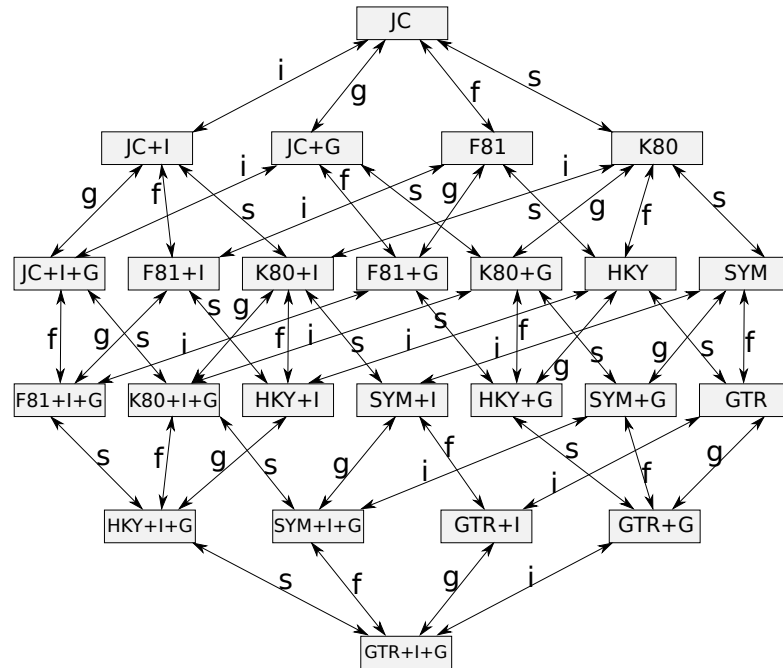 JC
i g f s
JC+I JC+G F81 K80
g f i s f s i g s i g f s
JC+I+G F81+I K80+I F81+G K80+G HKY SYM
f g s s g f i s i s f i s g i g s f
F81+I+G K80+I+G HKY+I SYM+I HKY+G SYM+G GTR
s f g s g f i s i f g
HKY+I+G SYM+I+G GTR+I GTR+G
s f g i
GTR+I+G